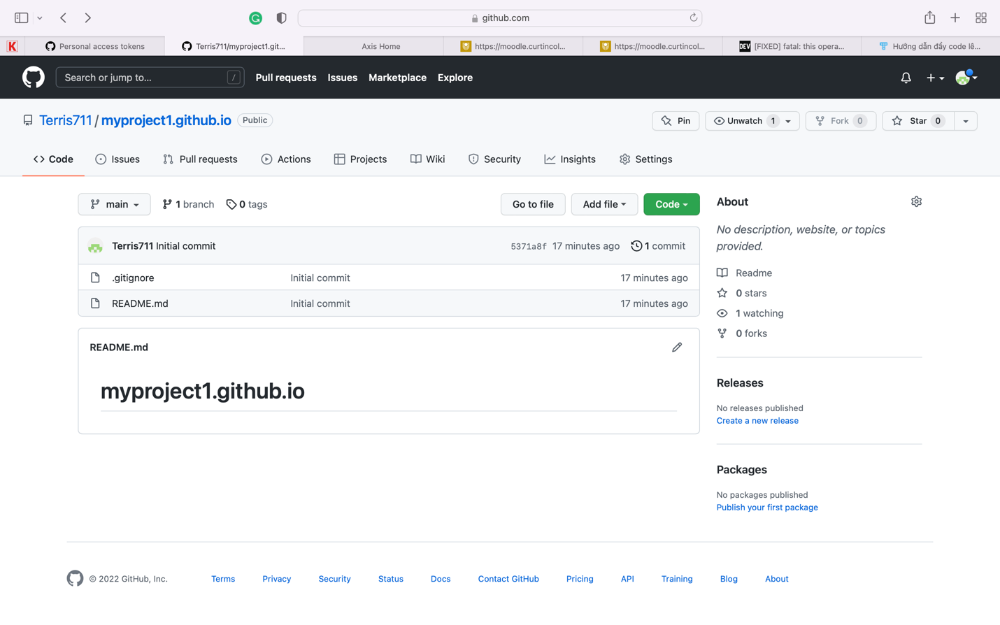 github.com
Personal access tokens
Terris711/myproject1.git...
Axis Home
https://moodle.curtincol...
https://moodle.curtincol...
DEV [FIXED] fatal: this opera...
Hướng dẫn đẩy code lê...
Search or jump to... /
Pull requests Issues Marketplace Explore
Terris711 / myproject1.github.io Public
Pin Unwatch 1 Fork 0 Star 0
Code Issues Pull requests Actions Projects Wiki Security Insights Settings
main 1 branch 0 tags Go to file Add file Code
Terris711 Initial commit 5371a8f 17 minutes ago 1 commit
.gitignore Initial commit 17 minutes ago
README.md Initial commit 17 minutes ago
README.md
myproject1.github.io
About
No description, website, or topics
provided.
Readme
0 stars
1 watching
0 forks
Releases
No releases published
Create a new release
Packages
No packages published
Publish your first package
© 2022 GitHub, Inc. Terms Privacy Security Status Docs Contact GitHub Pricing API Training Blog About